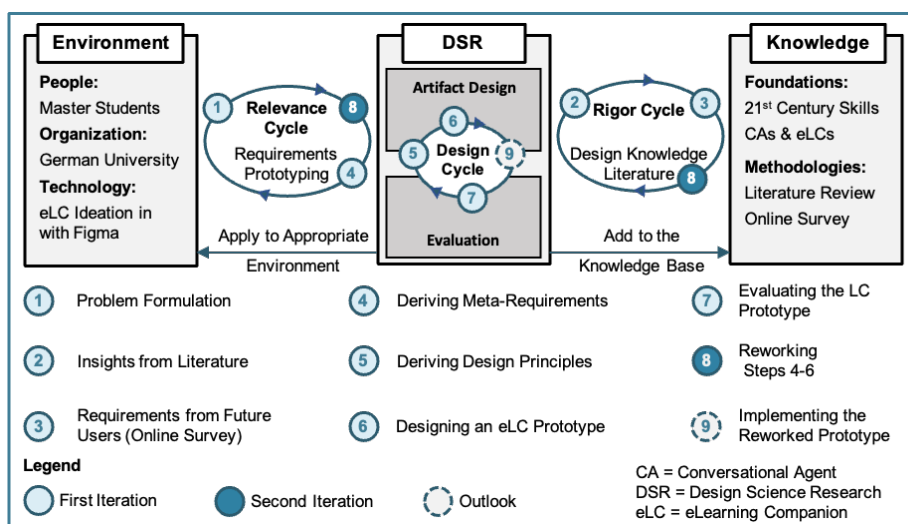 Environment
People:
Master Students
Organization:
German University
Technology:
eLC Ideation in
with Figma
1
Relevance
Cycle
8
Requirements
Prototyping
4
Apply to Appropriate
Environment
DSR
Artifact Design
6
5
Design
Cycle
9
7
Evaluation
2
Rigor Cycle
3
Design Knowledge
Literature
8
Add to the
Knowledge Base
Knowledge
Foundations:
21st Century Skills
CAs & eLCs
Methodologies:
Literature Review
Online Survey
1 Problem Formulation
4 Deriving Meta-Requirements
7 Evaluating the LC
Prototype
2 Insights from Literature
5 Deriving Design Principles
8 Reworking
Steps 4-6
3 Requirements from Future
Users (Online Survey)
6 Designing an eLC Prototype
9 Implementing the
Reworked Prototype
Legend
First Iteration
Second Iteration
Outlook
CA = Conversational Agent
DSR = Design Science Research
eLC = eLearning Companion